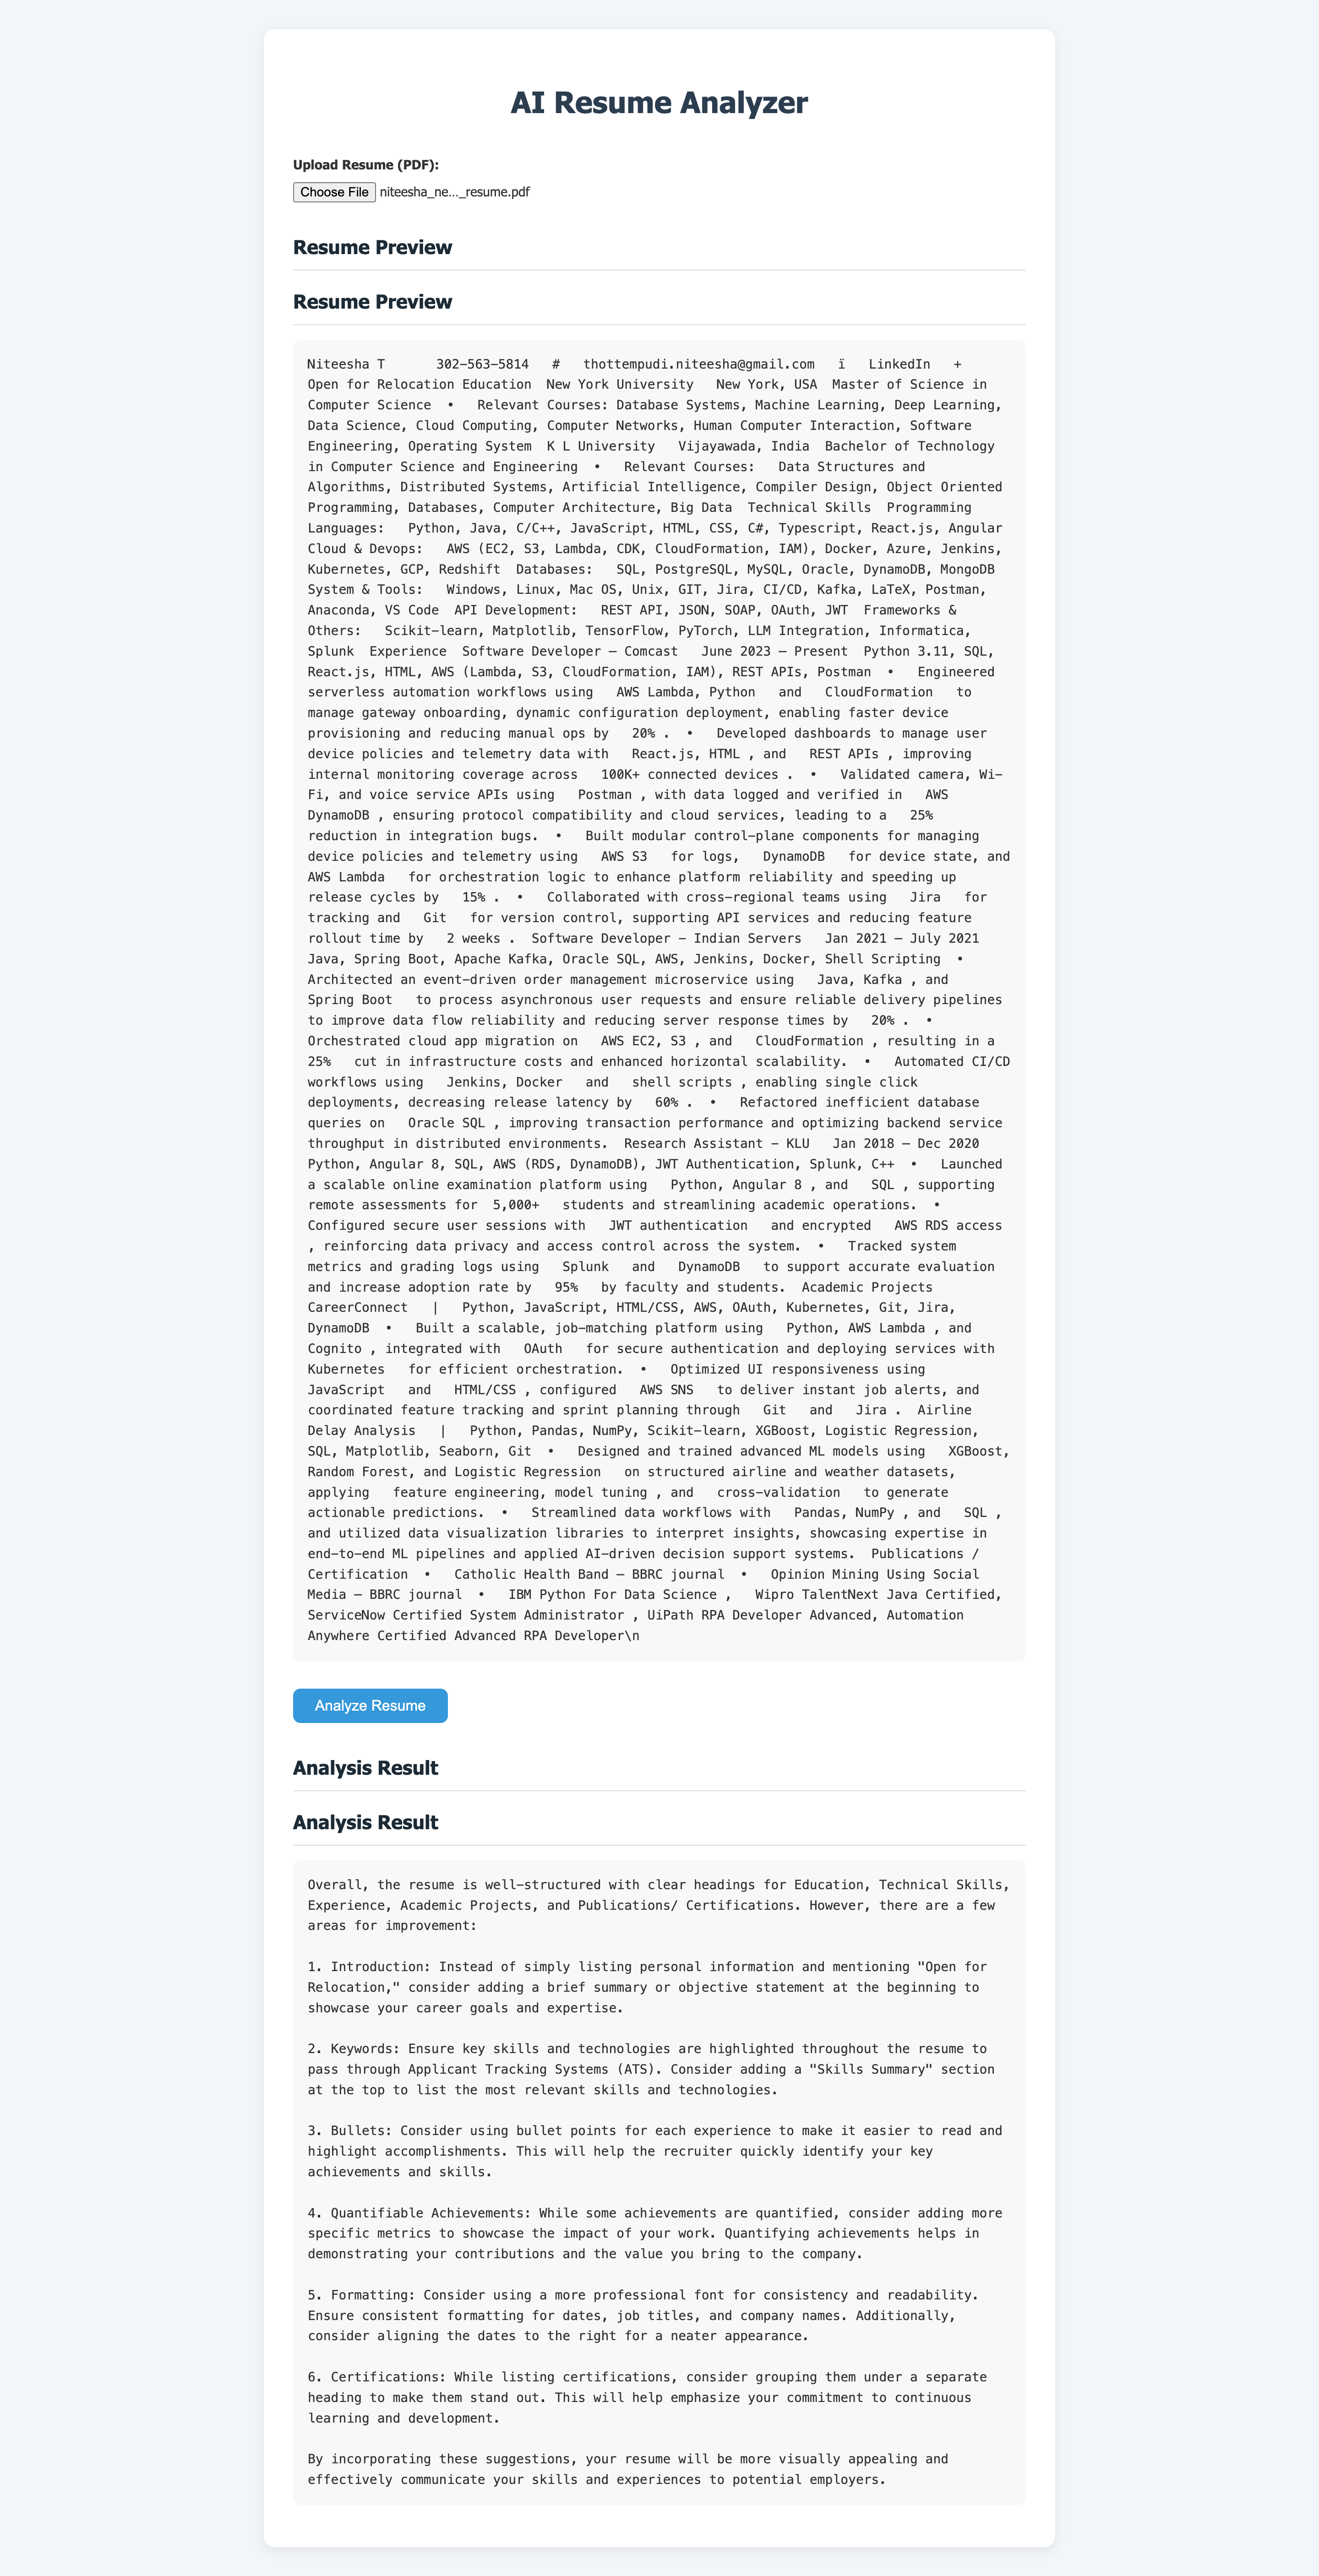 AI Resume Analyzer
Upload Resume (PDF):
Choose File niteesha_ne..._resume.pdf
Resume Preview
Resume Preview
Niteesha T 302-563-5814 # thottempudi.niteesha@gmail.com ï LinkedIn +
Open for Relocation Education New York University New York, USA Master of Science in
Computer Science • Relevant Courses: Database Systems, Machine Learning, Deep Learning,
Data Science, Cloud Computing, Computer Networks, Human Computer Interaction, Software
Engineering, Operating System K L University Vijayawada, India Bachelor of Technology
in Computer Science and Engineering • Relevant Courses: Data Structures and
Algorithms, Distributed Systems, Artificial Intelligence, Compiler Design, Object Oriented
Programming, Databases, Computer Architecture, Big Data Technical Skills Programming
Languages: Python, Java, C/C++, JavaScript, HTML, CSS, C#, Typescript, React.js, Angular
Cloud & Devops: AWS (EC2, S3, Lambda, CDK, CloudFormation, IAM), Docker, Azure, Jenkins,
Kubernetes, GCP, Redshift Databases: SQL, PostgreSQL, MySQL, Oracle, DynamoDB, MongoDB
System & Tools: Windows, Linux, Mac OS, Unix, GIT, Jira, CI/CD, Kafka, LaTeX, Postman,
Anaconda, VS Code API Development: REST API, JSON, SOAP, OAuth, JWT Frameworks &
Others: Scikit-learn, Matplotlib, TensorFlow, PyTorch, LLM Integration, Informatica,
Splunk Experience Software Developer – Comcast June 2023 – Present Python 3.11, SQL,
React.js, HTML, AWS (Lambda, S3, CloudFormation, IAM), REST APIs, Postman •
Engineered
serverless automation workflows using AWS Lambda, Python and CloudFormation to
manage gateway onboarding, dynamic configuration deployment, enabling faster device
provisioning and reducing manual ops by 20% . • Developed dashboards to manage user
device policies and telemetry data with React.js, HTML , and REST APIs , improving
internal monitoring coverage across 100K+ connected devices . • Validated camera, Wi-
Fi, and voice service APIs using Postman , with data logged and verified in AWS
DynamoDB , ensuring protocol compatibility and cloud services, leading to a 25%
reduction in integration bugs. • Built modular control-plane components for managing
device policies and telemetry using AWS S3 for logs, DynamoDB for device state, and
AWS Lambda for orchestration logic to enhance platform reliability and speeding up
release cycles by 15% . • Collaborated with cross-regional teams using Jira for
tracking and Git for version control, supporting API services and reducing feature
rollout time by 2 weeks . Software Developer – Indian Servers Jan 2021 – July 2021
Java, Spring Boot, Apache Kafka, Oracle SQL, AWS, Jenkins, Docker, Shell Scripting •
Architected an event-driven order management microservice using Java, Kafka , and
Spring Boot to process asynchronous user requests and ensure reliable delivery pipelines
to improve data flow reliability and reducing server response times by 20% . •
Orchestrated cloud app migration on AWS EC2, S3 , and CloudFormation , resulting in a
25% cut in infrastructure costs and enhanced horizontal scalability. • Automated CI/CD
workflows using Jenkins, Docker and shell scripts , enabling single click
deployments, decreasing release latency by 60% . • Refactored inefficient database
queries on Oracle SQL , improving transaction performance and optimizing backend service
throughput in distributed environments. Research Assistant – KLU Jan 2018 – Dec 2020
Python, Angular 8, SQL, AWS (RDS, DynamoDB), JWT Authentication, Splunk, C++ • Launched
a scalable online examination platform using Python, Angular 8 , and SQL , supporting
remote assessments for 5,000+ students and streamlining academic operations. •
Configured secure user sessions with JWT authentication and encrypted AWS RDS access
, reinforcing data privacy and access control across the system. • Tracked system
metrics and grading logs using Splunk and DynamoDB to support accurate evaluation
and increase adoption rate by 95% by faculty and students. Academic Projects
CareerConnect | Python, JavaScript, HTML/CSS, AWS, OAuth, Kubernetes, Git, Jira,
DynamoDB • Built a scalable, job-matching platform using Python, AWS Lambda , and
Cognito , integrated with OAuth for secure authentication and deploying services with
Kubernetes for efficient orchestration. • Optimized UI responsiveness using
JavaScript and HTML/CSS , configured AWS SNS to deliver instant job alerts, and
coordinated feature tracking and sprint planning through Git and Jira . Airline
Delay Analysis | Python, Pandas, NumPy, Scikit-learn, XGBoost, Logistic Regression,
SQL, Matplotlib, Seaborn, Git • Designed and trained advanced ML models using XGBoost,
Random Forest, and Logistic Regression on structured airline and weather datasets,
applying feature engineering, model tuning , and cross-validation to generate
actionable predictions. • Streamlined data workflows with Pandas, NumPy , and SQL ,
and utilized data visualization libraries to interpret insights, showcasing expertise in
end-to-end ML pipelines and applied AI-driven decision support systems. Publications /
Certification • Catholic Health Band – BBRC journal • Opinion Mining Using Social
Media – BBRC journal • IBM Python For Data Science , Wipro TalentNext Java Certified,
ServiceNow Certified System Administrator , UiPath RPA Developer Advanced, Automation
Anywhere Certified Advanced RPA Developer\n
Analyze Resume
Analysis Result
Analysis Result
Overall, the resume is well-structured with clear headings for Education, Technical Skills,
Experience, Academic Projects, and Publications/ Certifications. However, there are a few
areas for improvement:
1. Introduction: Instead of simply listing personal information and mentioning "Open for
Relocation," consider adding a brief summary or objective statement at the beginning to
showcase your career goals and expertise.
2. Keywords: Ensure key skills and technologies are highlighted throughout the resume to
pass through Applicant Tracking Systems (ATS). Consider adding a "Skills Summary" section
at the top to list the most relevant skills and technologies.
3. Bullets: Consider using bullet points for each experience to make it easier to read and
highlight accomplishments. This will help the recruiter quickly identify your key
achievements and skills.
4. Quantifiable Achievements: While some achievements are quantified, consider adding more
specific metrics to showcase the impact of your work. Quantifying achievements helps in
demonstrating your contributions and the value you bring to the company.
5. Formatting: Consider using a more professional font for consistency and readability.
Ensure consistent formatting for dates, job titles, and company names. Additionally,
consider aligning the dates to the right for a neater appearance.
6. Certifications: While listing certifications, consider grouping them under a separate
heading to make them stand out. This will help emphasize your commitment to continuous
learning and development.
By incorporating these suggestions, your resume will be more visually appealing and
effectively communicate your skills and experiences to potential employers.